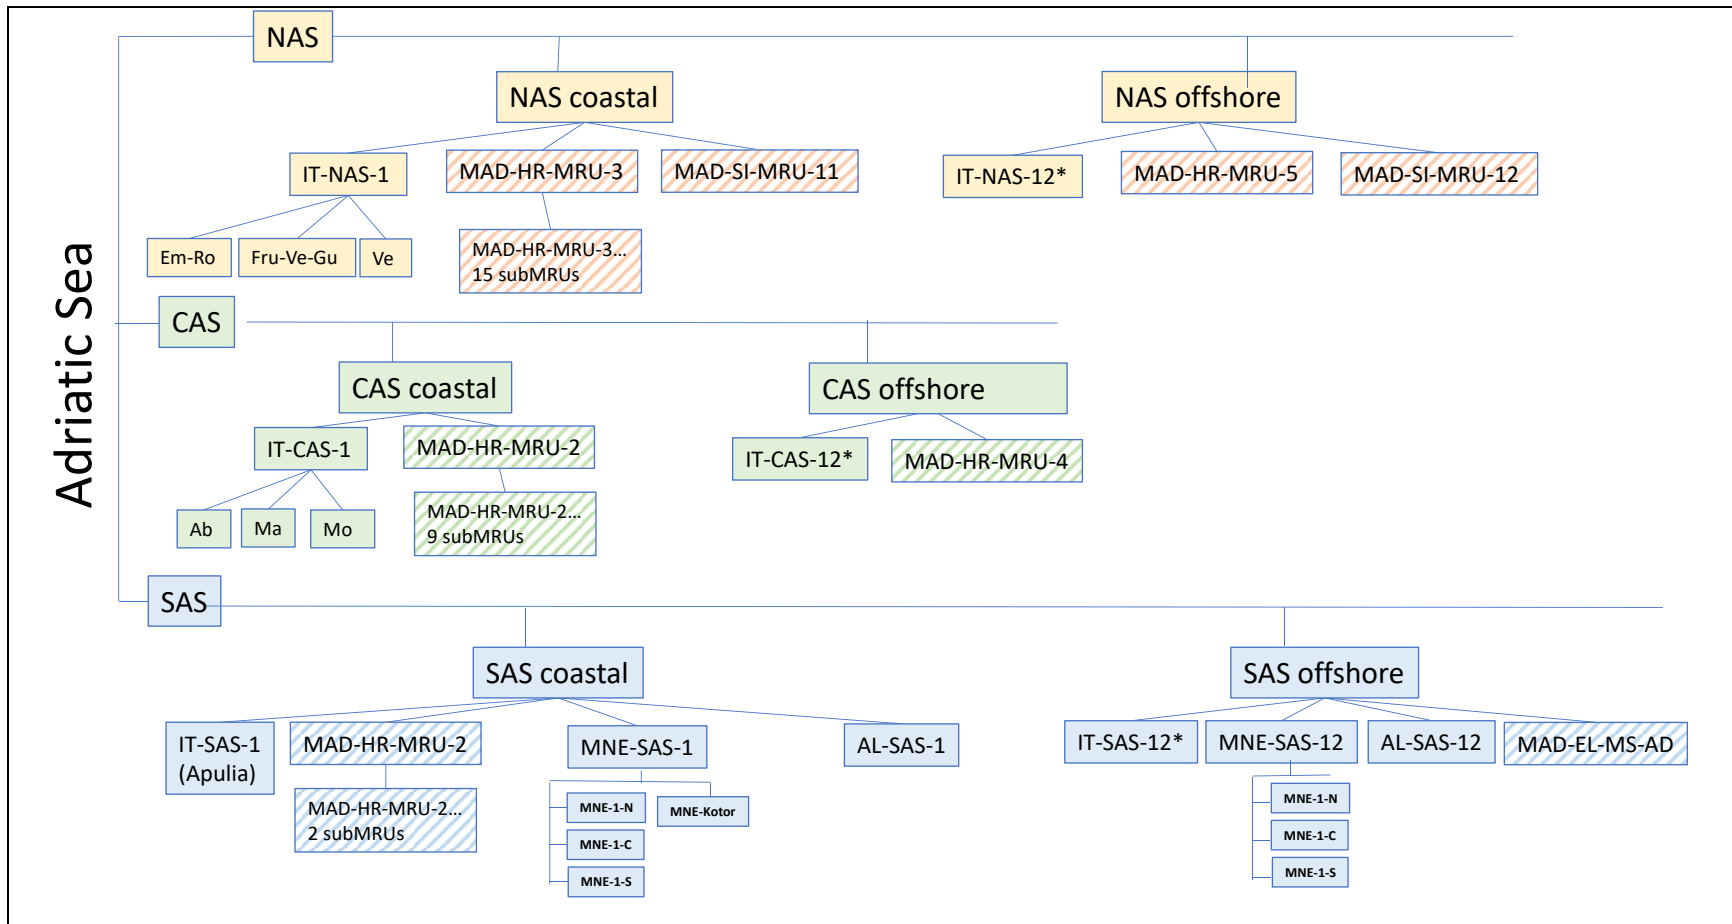 Adriatic Sea
NAS
NAS coastal
NAS offshore
IT-NAS-1
MAD-HR-MRU-3
MAD-SI-MRU-11
IT-NAS-12*
MAD-HR-MRU-5
MAD-SI-MRU-12
Em-Ro
Fru-Ve-Gu
Ve
MAD-HR-MRU-3...
15 subMRUs
CAS
CAS coastal
CAS offshore
IT-CAS-1
MAD-HR-MRU-2
IT-CAS-12*
MAD-HR-MRU-4
Ab
Ma
Mo
MAD-HR-MRU-2...
9 subMRUs
SAS
SAS coastal
SAS offshore
IT-SAS-1
(Apulia)
MAD-HR-MRU-2
MNE-SAS-1
AL-SAS-1
IT-SAS-12*
MNE-SAS-12
AL-SAS-12
MAD-EL-MS-AD
MAD-HR-MRU-2...
2 subMRUs
MNE-1-N
MNE-Kotor
MNE-1-C
MNE-1-S
MNE-1-N
MNE-1-C
MNE-1-S